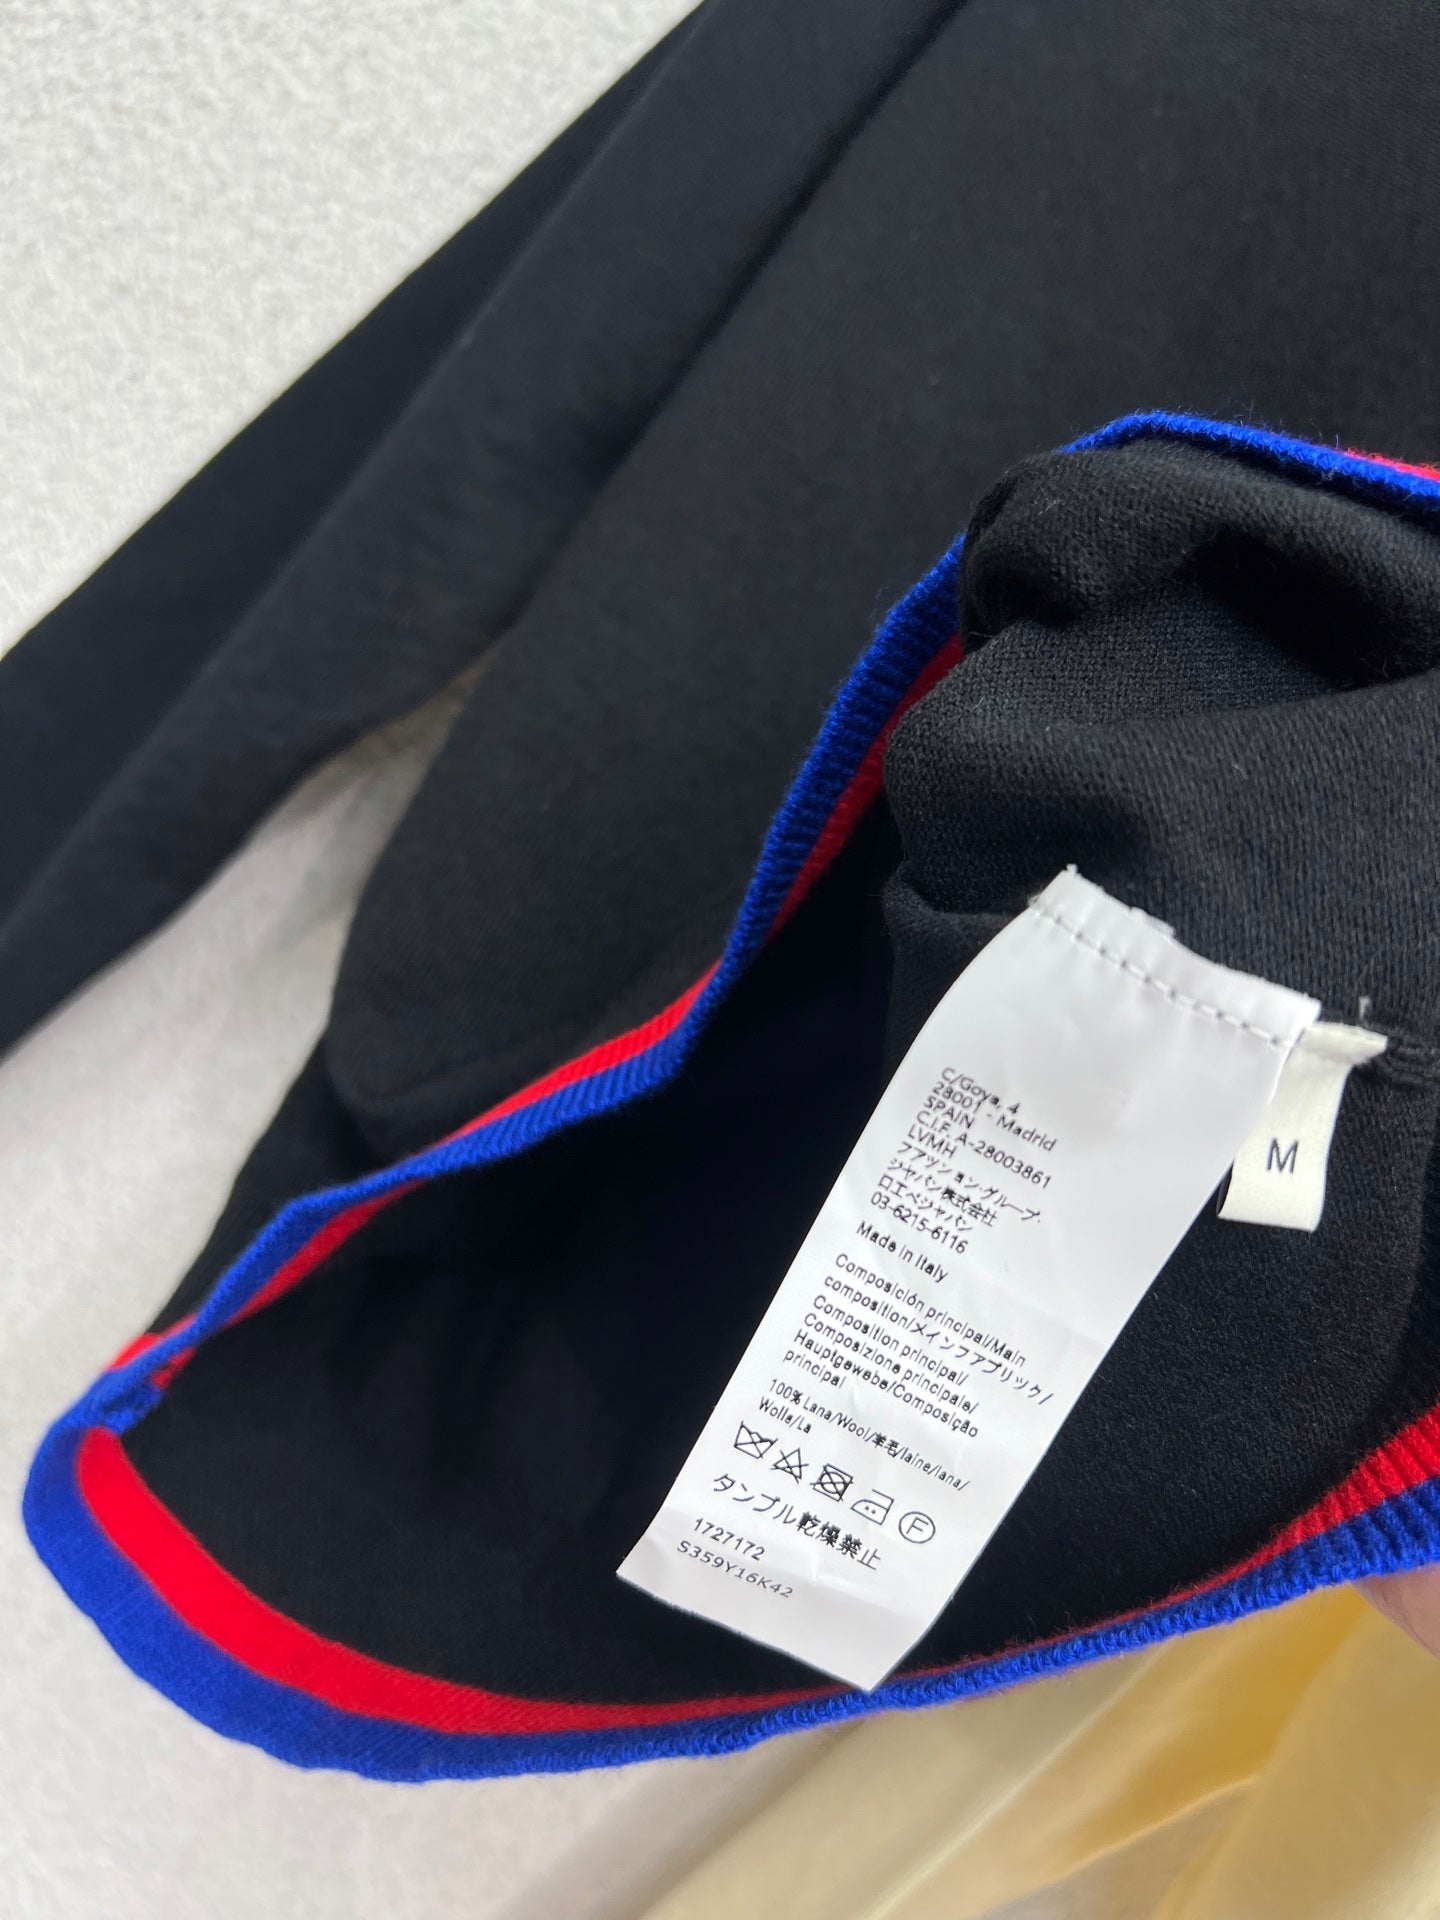 C/Goya, 4
28001 - Madrid
SPAIN
C.I.F. A-28003861
LVMH
ファッション・グループ・
ジャパン株式会社
ロエベジャパン
03-6215-6116
Made in Italy
Composición principal/Main
composition/メインファブリック/
Composition principal/
Composizione principale/
Hauptgewebe/Composição
principal
100% Lana/Wool/羊毛/laine/lana/
Wolle/Lã
F
タンブル乾燥禁止
1727172
S359Y16K42
M